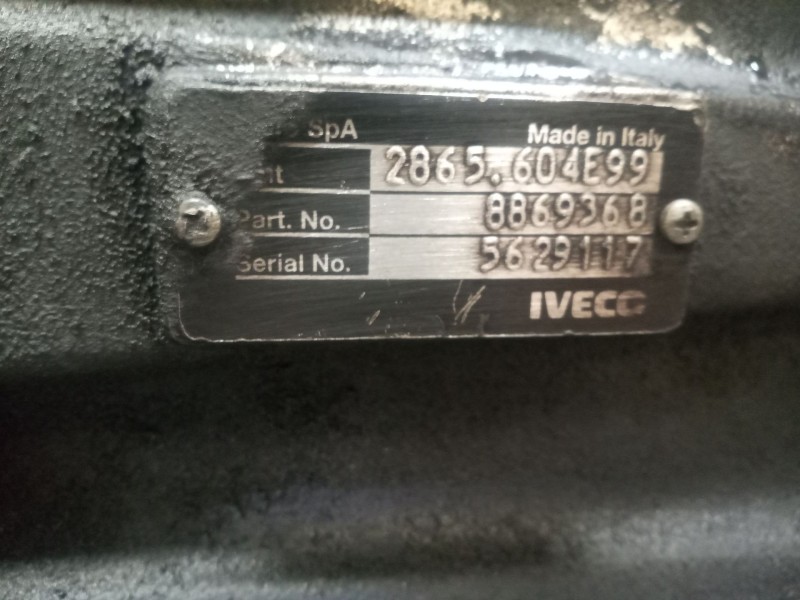 SpA Made in Italy
2865.604E99
Part. No. 8869368
Serial No. 5629117
IVECO